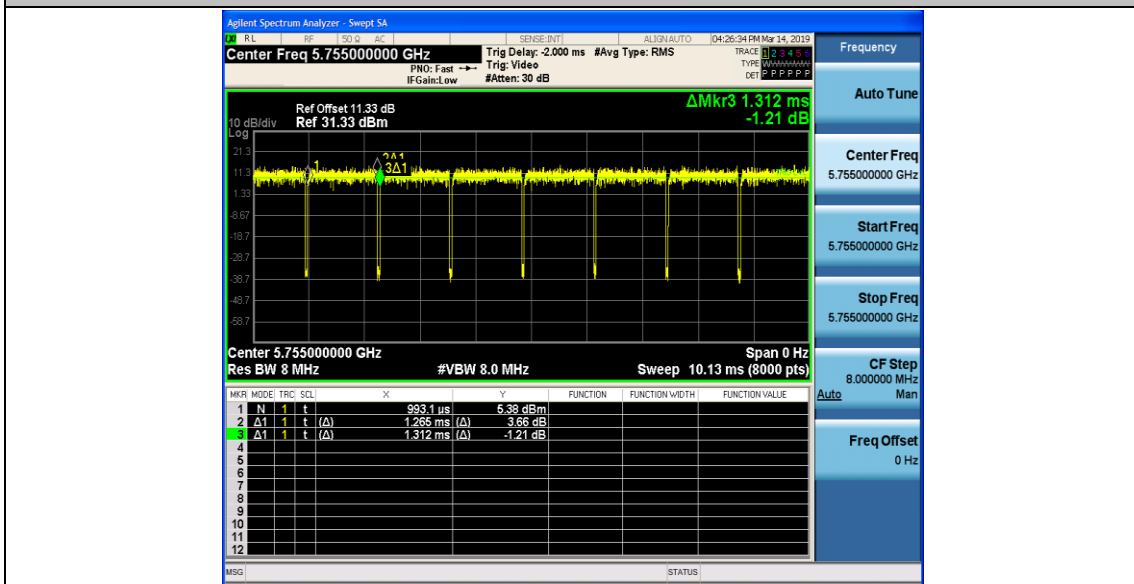 Agilent Spectrum Analyzer - Swept SA
RL RF 50 Ω AC SENSE:INT ALIGN AUTO 04:26:34 PM Mar 14, 2019
Center Freq 5.755000000 GHz
PNO: Fast
IFGain:Low
Trig Delay: -2.000 ms
Trig: Video
#Atten: 30 dB
#Avg Type: RMS
TRACE 1 2 3 4 5 6
TYPE
DET P P P P P P
10 dB/div
Log
Ref Offset 11.33 dB
Ref 31.33 dBm
ΔMkr3 1.312 ms
-1.21 dB
21.3
11.3
1.33
-8.67
-18.7
-28.7
-38.7
-48.7
-58.7
1
2Δ1
3Δ1
Center 5.755000000 GHz Span 0 Hz
Res BW 8 MHz #VBW 8.0 MHz Sweep 10.13 ms (8000 pts)
MKR MODE TRC SCL X Y FUNCTION FUNCTION WIDTH FUNCTION VALUE
1 N 1 t 993.1 us 5.38 dBm
2 Δ1 1 t (Δ) 1.265 ms (Δ) 3.66 dB
3 Δ1 1 t (Δ) 1.312 ms (Δ) -1.21 dB
4
5
6
7
8
9
10
11
12
MSG STATUS
Frequency
Auto Tune
Center Freq
5.755000000 GHz
Start Freq
5.755000000 GHz
Stop Freq
5.755000000 GHz
CF Step
8.000000 MHz
Auto Man
Freq Offset
0 Hz